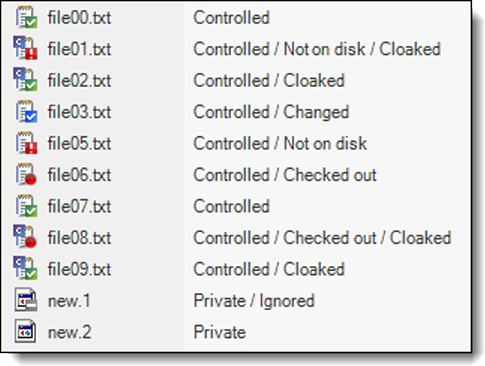 file00.txt Controlled
file01.txt Controlled / Not on disk / Cloaked
file02.txt Controlled / Cloaked
file03.txt Controlled / Changed
file05.txt Controlled / Not on disk
file06.txt Controlled / Checked out
file07.txt Controlled
file08.txt Controlled / Checked out / Cloaked
file09.txt Controlled / Cloaked
new.1 Private / Ignored
new.2 Private